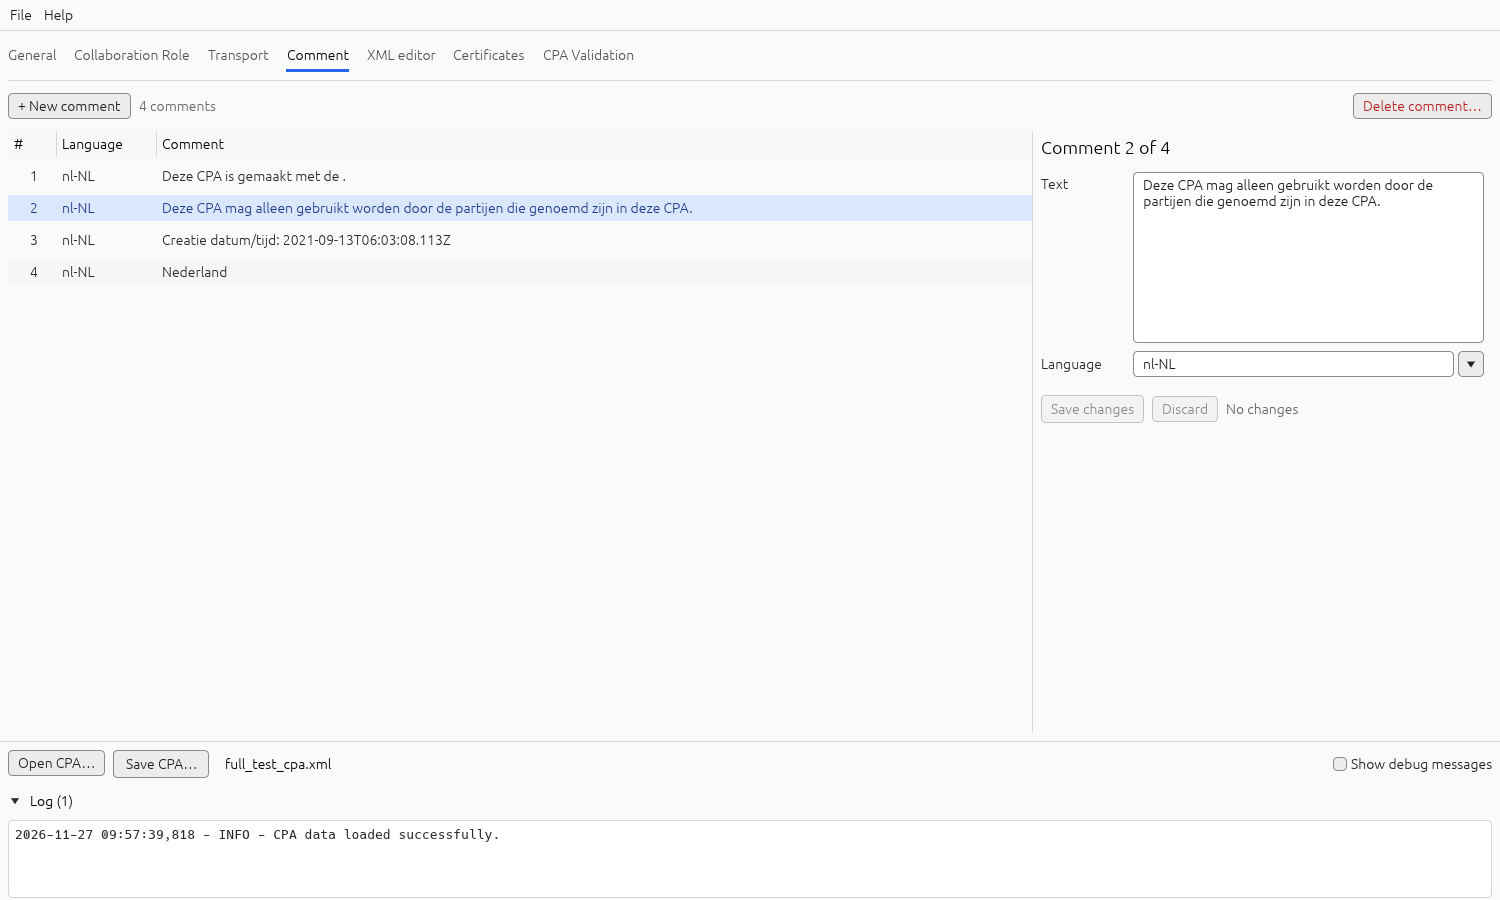 File Help
General Collaboration Role Transport Comment XML editor Certificates CPA Validation
+ New comment 4 comments Delete comment...
# Language Comment
1 nl-NL Deze CPA is gemaakt met de .
2 nl-NL Deze CPA mag alleen gebruikt worden door de partijen die genoemd zijn in deze CPA.
3 nl-NL Creatie datum/tijd: 2021-09-13T06:03:08.113Z
4 nl-NL Nederland
Comment 2 of 4
Text Deze CPA mag alleen gebruikt worden door de
partijen die genoemd zijn in deze CPA.
Language nl-NL
Save changes Discard No changes
Open CPA... Save CPA... full_test_cpa.xml Show debug messages
Log (1)
2026-11-27 09:57:39,818 - INFO - CPA data loaded successfully.